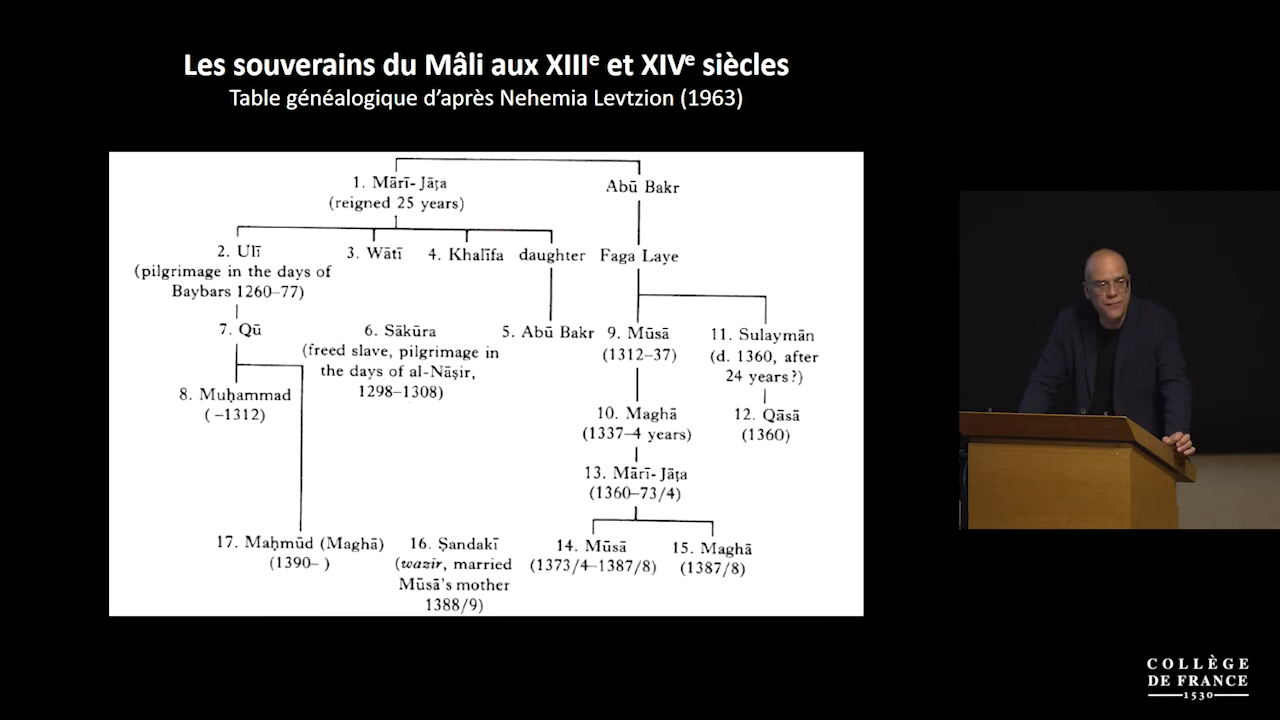 Les souverains du Mâli aux XIIIᵉ et XIVᵉ siècles
Table généalogique d’après Nehemia Levtzion (1963)
1. Mārī-Jāṭa
(reigned 25 years)
Abū Bakr
2. Ulī
(pilgrimage in the days of
Baybars 1260–77)
3. Wātī
4. Khalīfa
daughter
Faga Laye
7. Qū
6. Sākūra
(freed slave, pilgrimage in
the days of al-Nāṣir,
1298–1308)
5. Abū Bakr
9. Mūsā
(1312–37)
11. Sulaymān
(d. 1360, after
24 years?)
8. Muḥammad
( –1312)
10. Maghā
(1337–4 years)
12. Qāsā
(1360)
13. Mārī-Jāṭa
(1360–73/4)
17. Maḥmūd (Maghā)
(1390– )
16. Ṣandakī
(wazīr, married
Mūsā's mother
1388/9)
14. Mūsā
(1373/4–1387/8)
15. Maghā
(1387/8)
COLLÈGE
DE FRANCE
1530